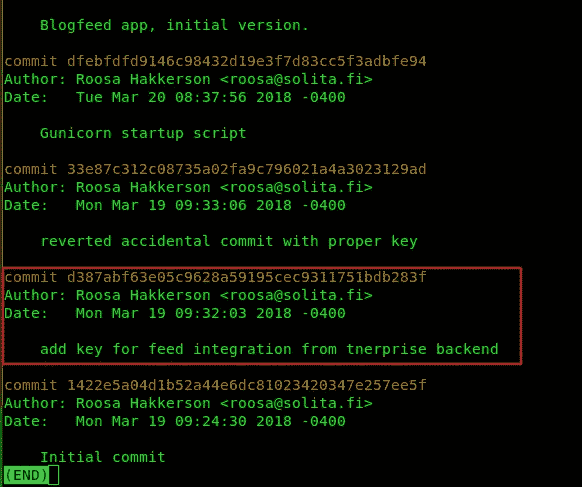 Blogfeed app, initial version.
commit dfebfdfd9146c98432d19e3f7d83cc5f3adbfe94
Author: Roosa Hakkerson <roosa@solita.fi>
Date:   Tue Mar 20 08:37:56 2018 -0400
Gunicorn startup script
commit 33e87c312c08735a02fa9c796021a4a3023129ad
Author: Roosa Hakkerson <roosa@solita.fi>
Date:   Mon Mar 19 09:33:06 2018 -0400
reverted accidental commit with proper key
commit d387abf63e05c9628a59195cec9311751bdb283f
Author: Roosa Hakkerson <roosa@solita.fi>
Date:   Mon Mar 19 09:32:03 2018 -0400
add key for feed integration from tnerprise backend
commit 1422e5a04d1b52a44e6dc81023420347e257ee5f
Author: Roosa Hakkerson <roosa@solita.fi>
Date:   Mon Mar 19 09:24:30 2018 -0400
Initial commit
(END)